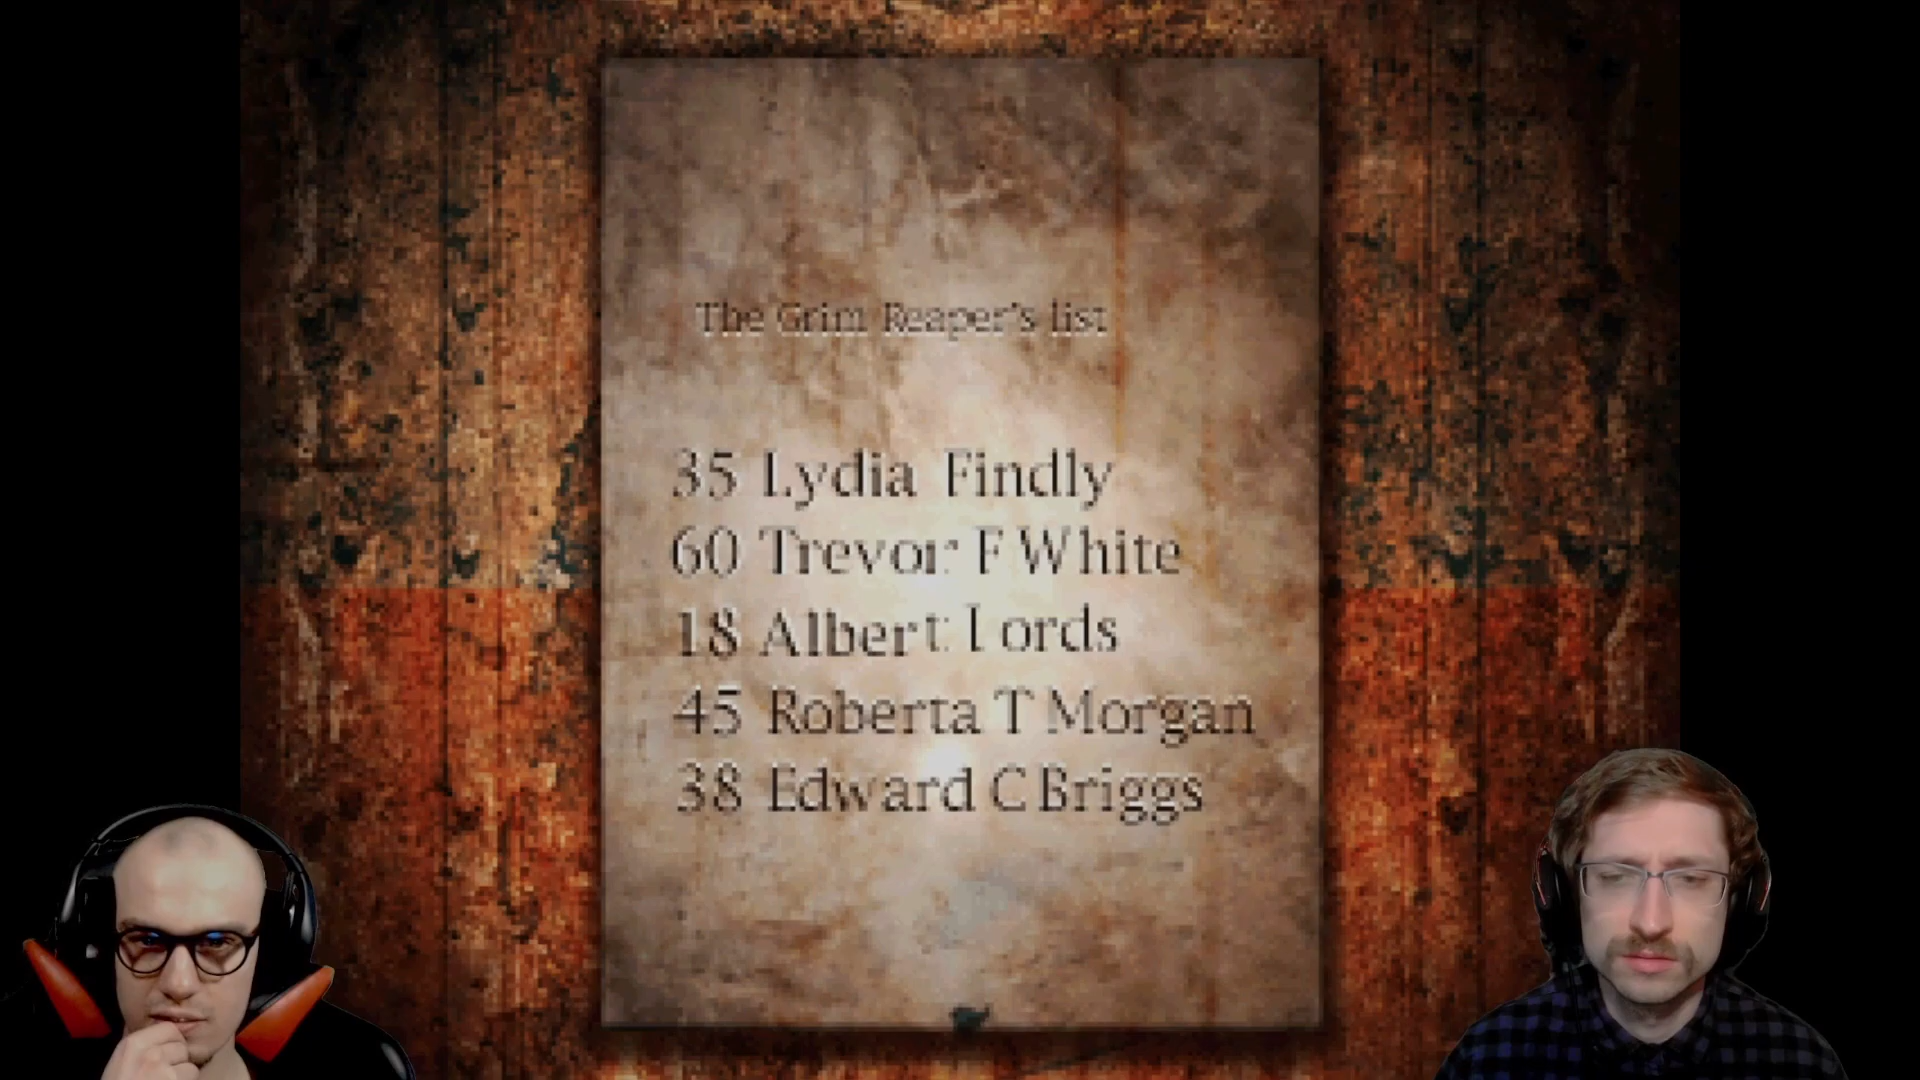 The Grim Reaper's list
35 Lydia Findly
60 Trevor F White
18 Albert Lords
45 Roberta T Morgan
38 Edward C Briggs